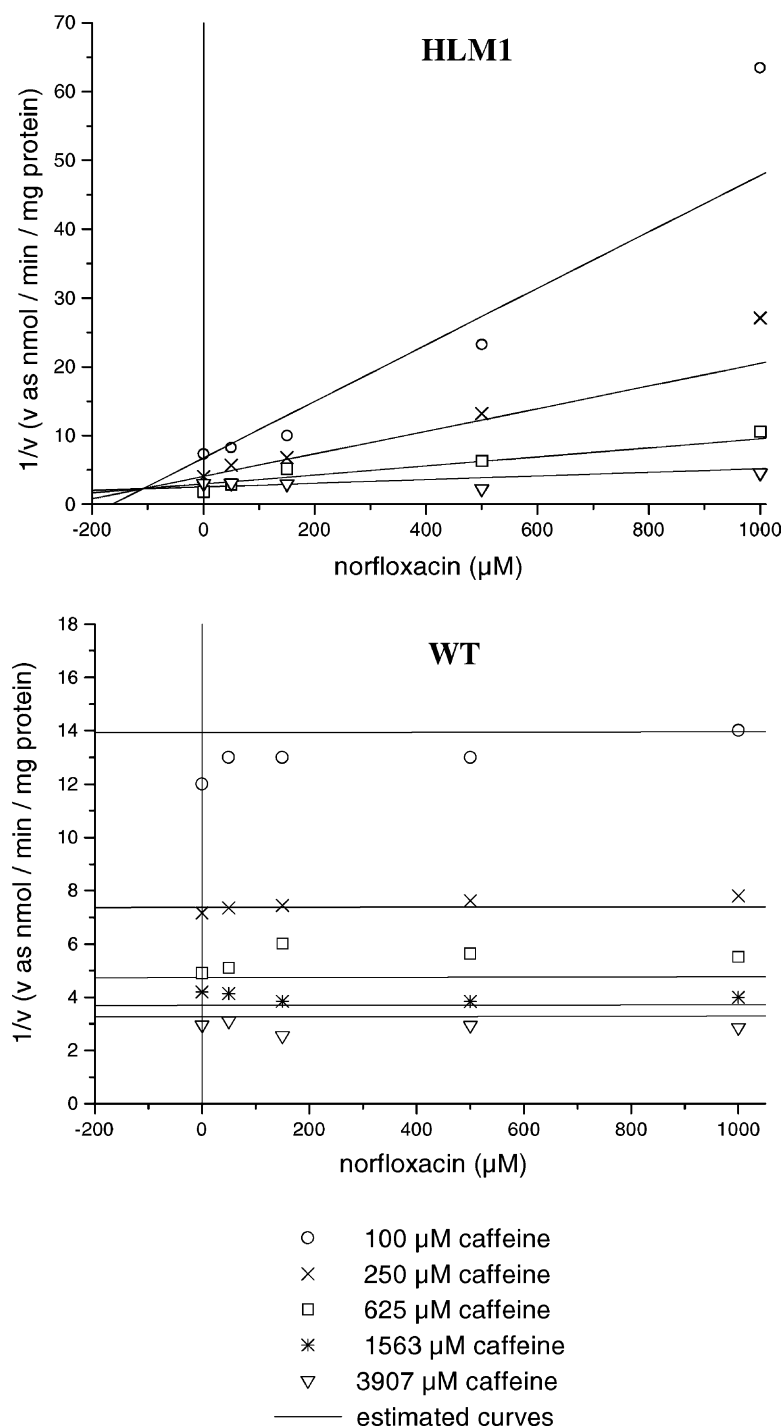 HLM1
70
60
50
40
30
20
10
0
1/v (v as nmol / min / mg protein)
-200 0 200 400 600 800 1000
norfloxacin (µM)
WT
18
16
14
12
10
8
6
4
2
0
1/v (v as nmol / min / mg protein)
-200 0 200 400 600 800 1000
norfloxacin (µM)
100 µM caffeine
250 µM caffeine
625 µM caffeine
1563 µM caffeine
3907 µM caffeine
estimated curves